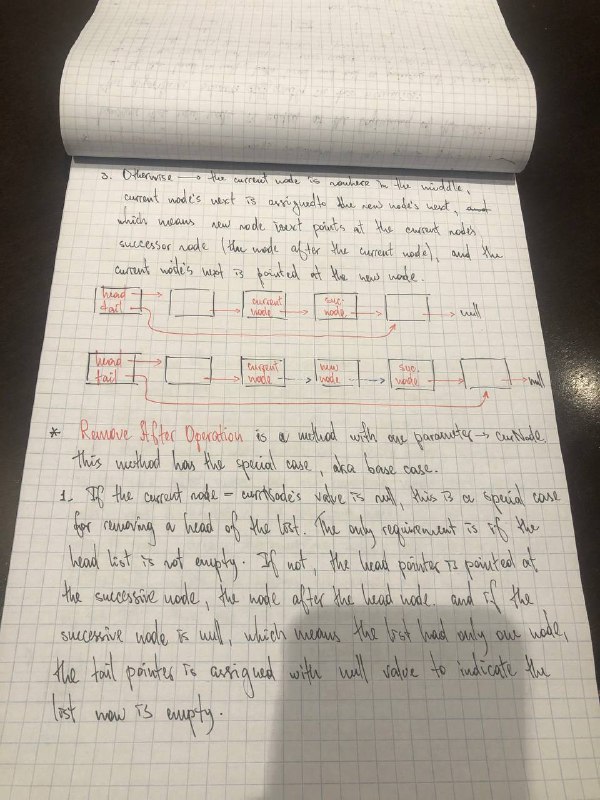 3. Otherwise → the current node is nowhere in the middle,
current node's next is assigned to the new node's next,
which means new node next points at the current node's
successor node (the node after the current node), and the
current node's next is pointed at the new node.
head tail current node suc. node null
head tail current node new node suc. node null
* Remove After Operation is a method with one parameter → curNode
this method has the special case, aka base case.
1. If the current node - currNode's value is null, this is a special case
for removing a head of the list. The only requirement is if the
head list is not empty. If not, the head pointer is pointed at
the successive node, the node after the head node. and if the
successive node is null, which means the list had only one node,
the tail pointer is assigned with null value to indicate the
list now is empty.